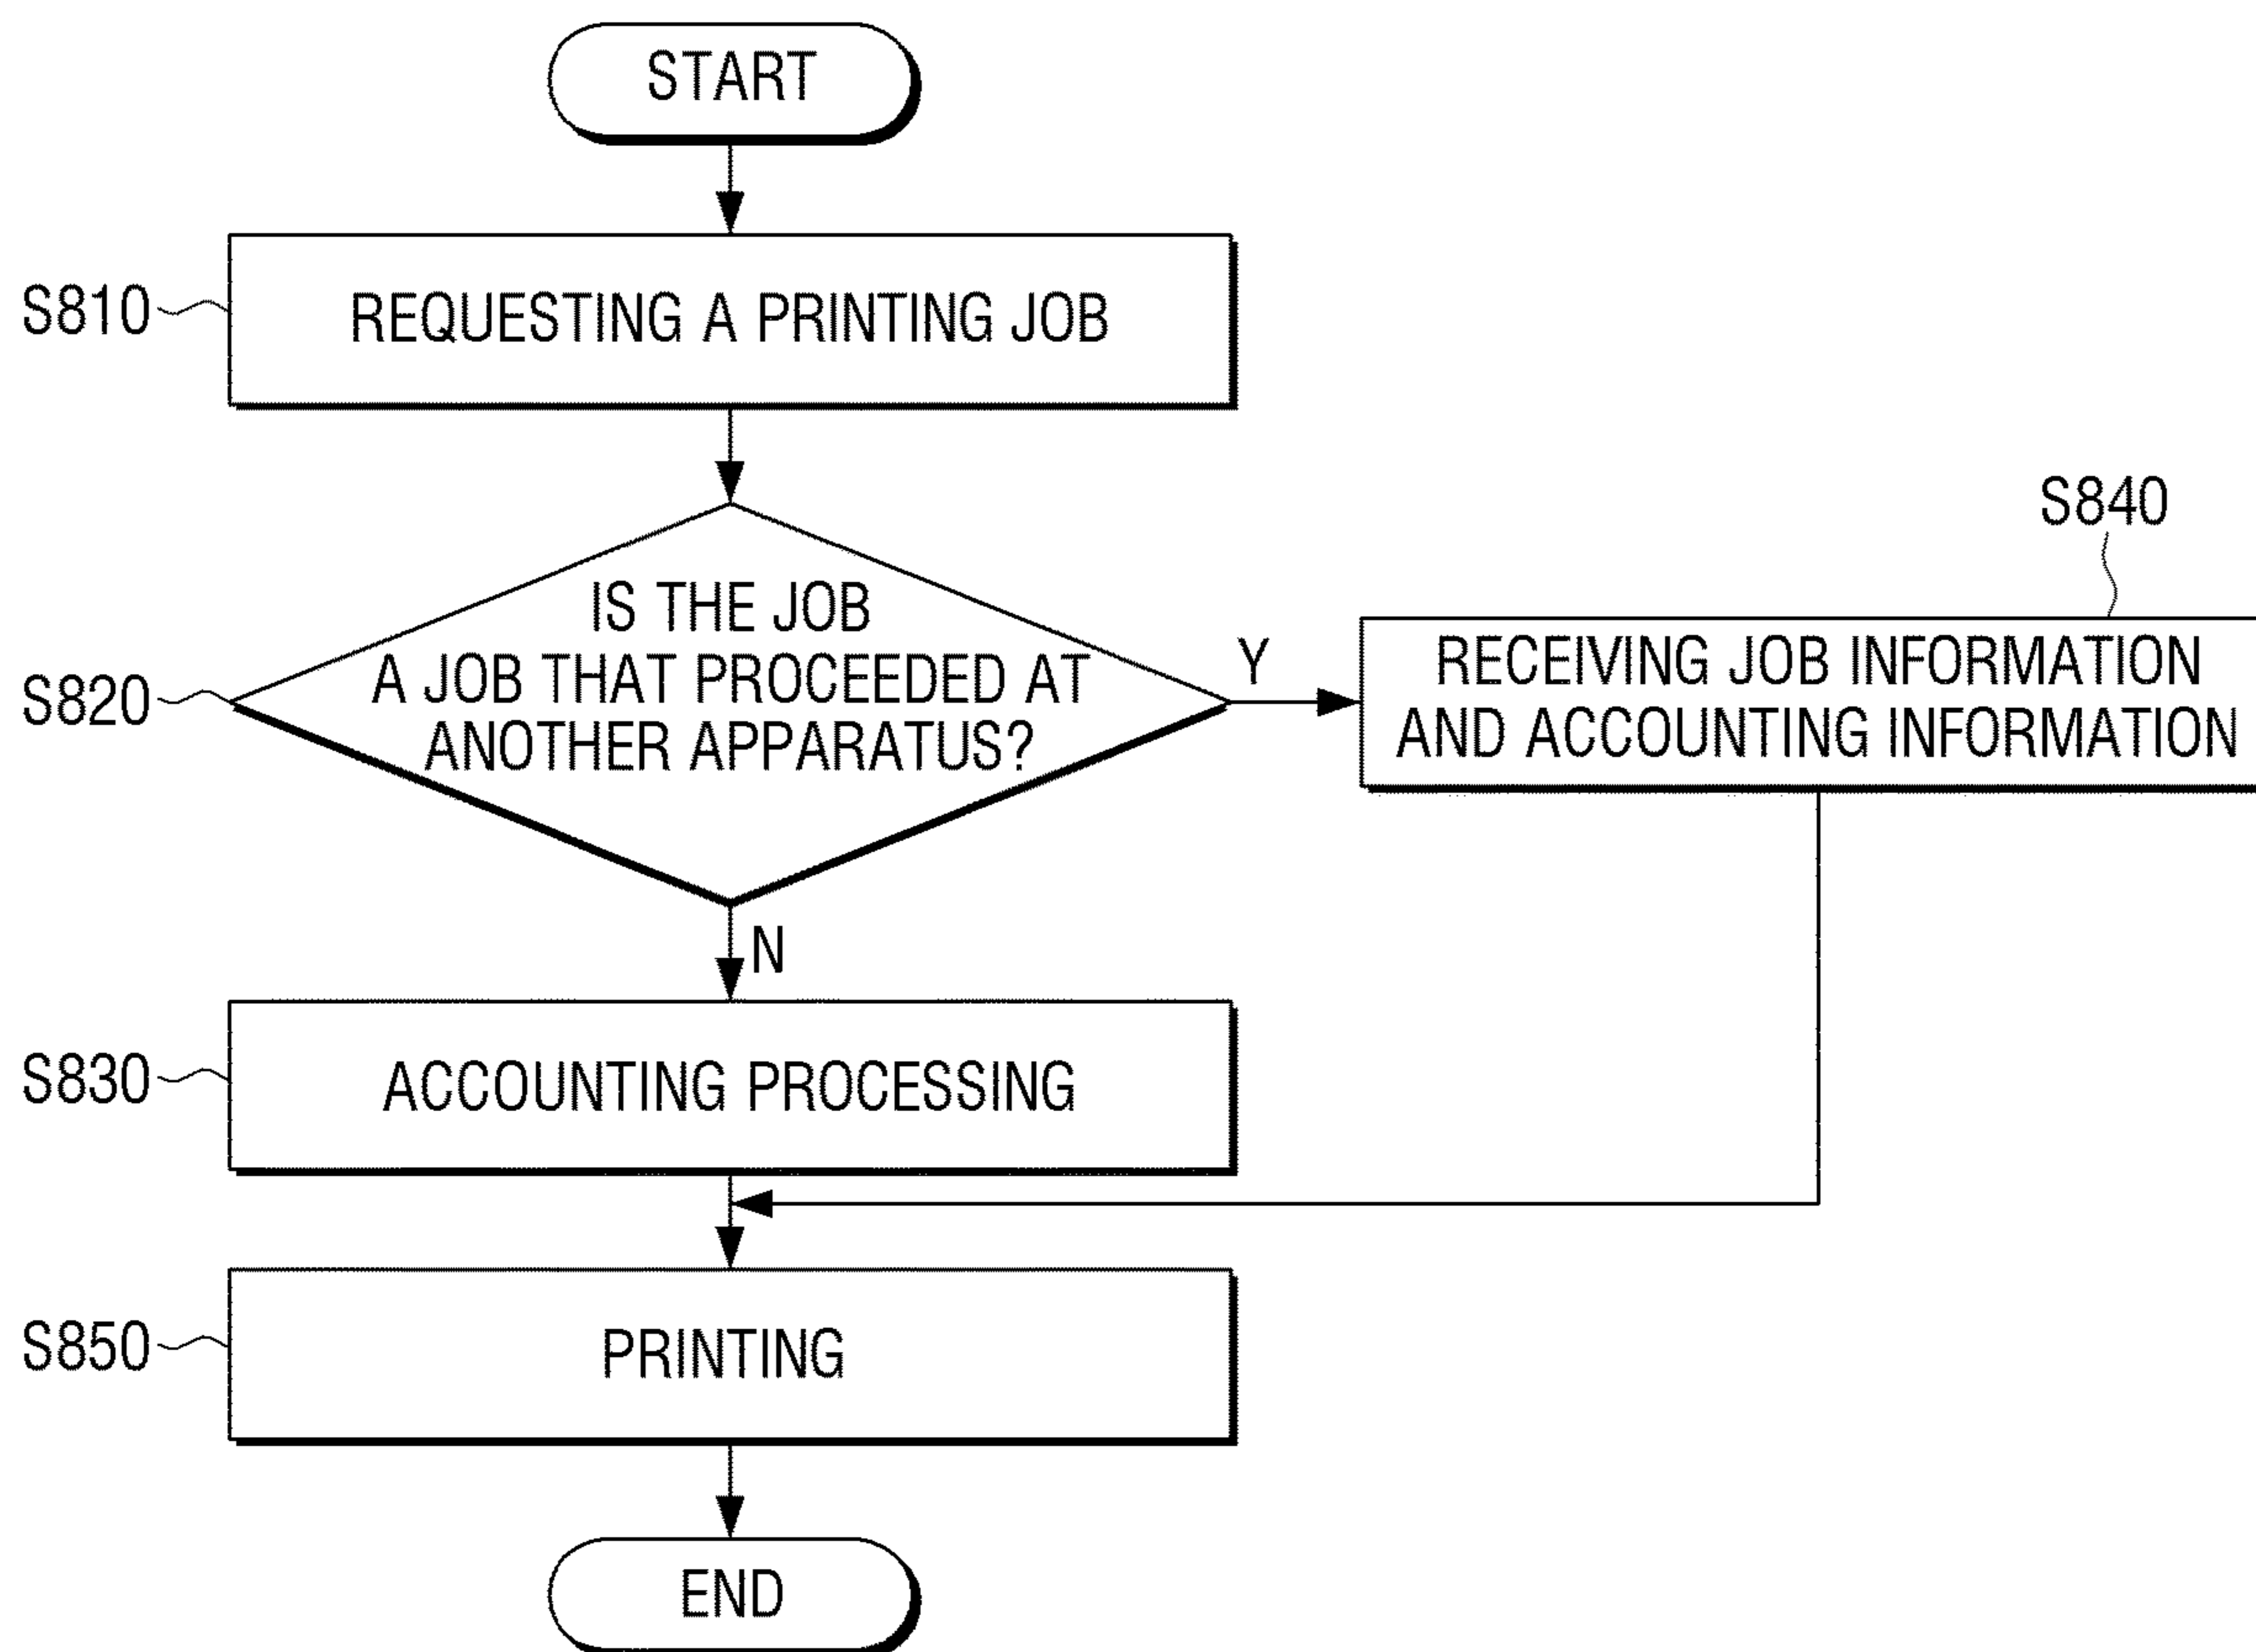 START
S810
REQUESTING A PRINTING JOB
S820
IS THE JOB
A JOB THAT PROCEEDED AT
ANOTHER APPARATUS?
Y
S840
RECEIVING JOB INFORMATION
AND ACCOUNTING INFORMATION
N
S830
ACCOUNTING PROCESSING
S850
PRINTING
END